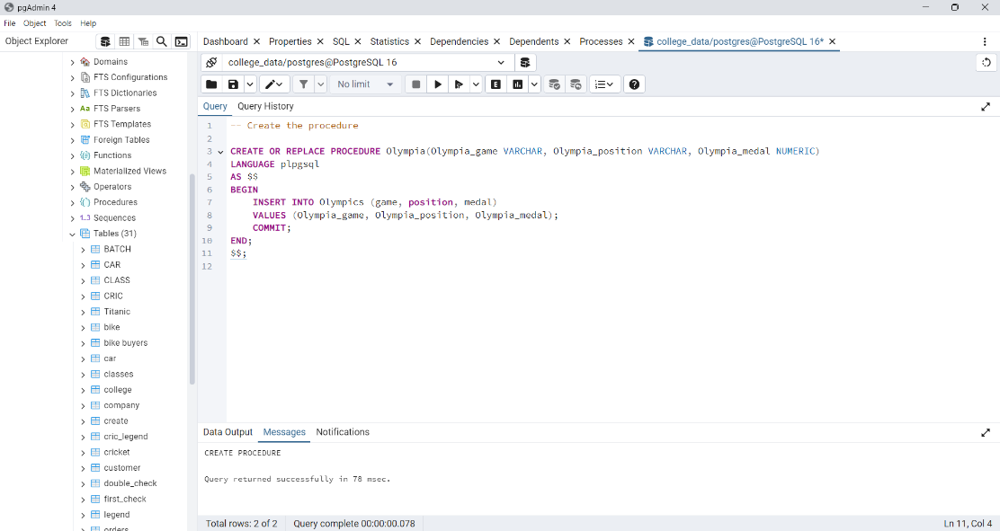 pgAdmin 4
File Object Tools Help
Object Explorer
Dashboard Properties SQL Statistics Dependencies Dependents Processes college_data/postgres@PostgreSQL 16*
college_data/postgres@PostgreSQL 16
No limit
E
Query Query History
Domains
FTS Configurations
FTS Dictionaries
Aa FTS Parsers
FTS Templates
Foreign Tables
Functions
Materialized Views
Operators
Procedures
1..3 Sequences
Tables (31)
BATCH
CAR
CLASS
CRIC
Titanic
bike
bike buyers
car
classes
college
company
create
cric_legend
cricket
customer
double_check
first_check
legend
orders
1 -- Create the procedure
2
3 CREATE OR REPLACE PROCEDURE Olympia(Olympia_game VARCHAR, Olympia_position VARCHAR, Olympia_medal NUMERIC)
4 LANGUAGE plpgsql
5 AS $$
6 BEGIN
7 INSERT INTO Olympics (game, position, medal)
8 VALUES (Olympia_game, Olympia_position, Olympia_medal);
9 COMMIT;
10 END;
11 $$;
12
Data Output Messages Notifications
CREATE PROCEDURE
Query returned successfully in 78 msec.
Total rows: 2 of 2 Query complete 00:00:00.078 Ln 11, Col 4